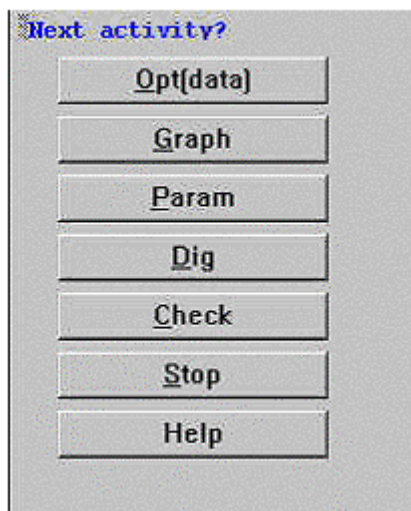 Next activity?
Opt(data)
Graph
Param
Dig
Check
Stop
Help